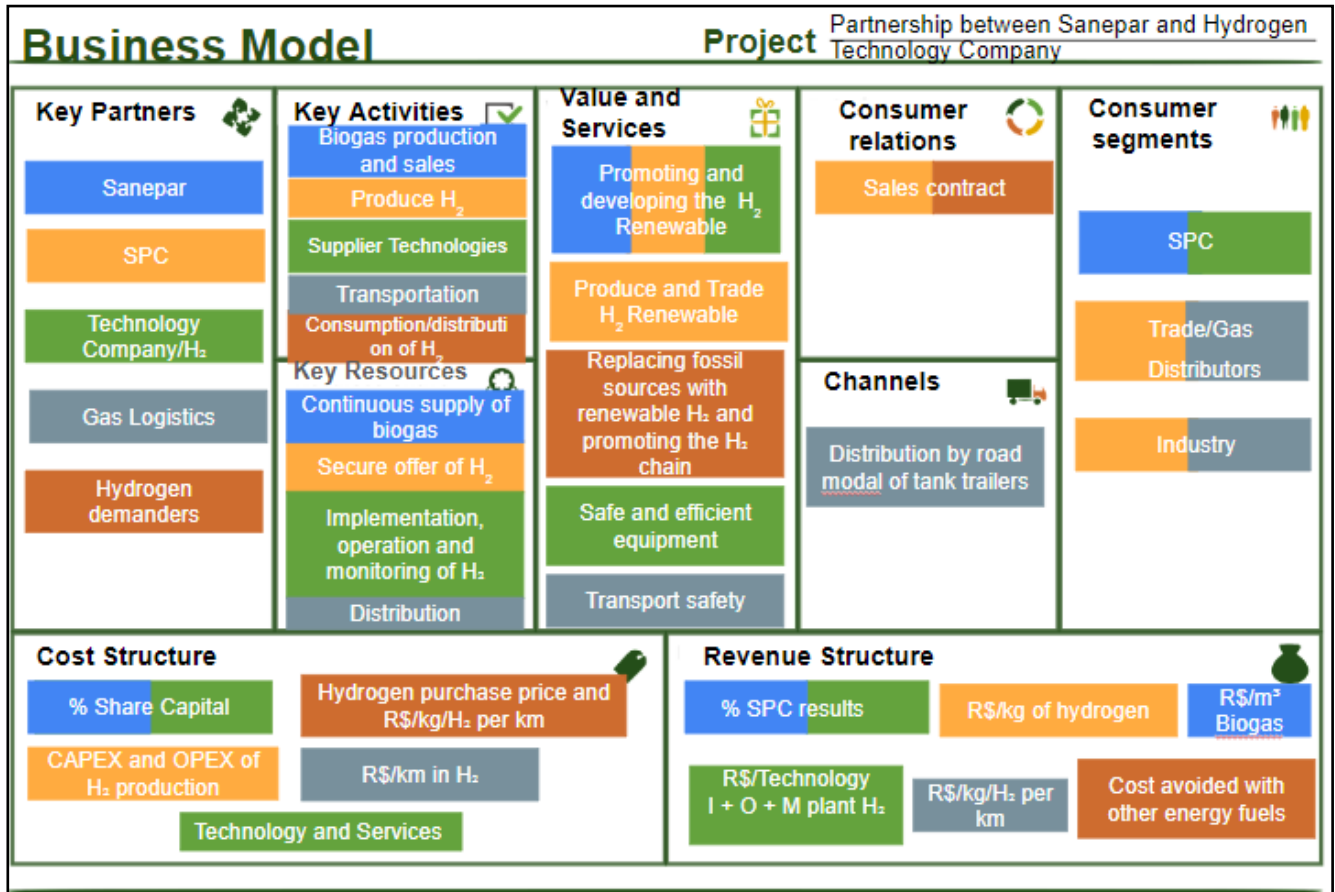 Business Model
Project
Partnership between Sanepar and Hydrogen
Technology Company
Key Partners
Sanepar
SPC
Technology
Company/H₂
Gas Logistics
Hydrogen
demanders
Key Activities
Biogas production
and sales
Produce H₂
Supplier Technologies
Transportation
Consumption/distributi
on of H₂
Key Resources
Continuous supply of
biogas
Secure offer of H₂
Implementation,
operation and
monitoring of H₂
Distribution
Value and
Services
Promoting and
developing the H₂
Renewable
Produce and Trade
H₂ Renewable
Replacing fossil
sources with
renewable H₂ and
promoting the H₂
chain
Safe and efficient
equipment
Transport safety
Consumer
relations
Sales contract
Channels
Distribution by road
modal of tank trailers
Consumer
segments
SPC
Trade/Gas
Distributors
Industry
Cost Structure
% Share Capital
Hydrogen purchase price and
R$/kg/H₂ per km
CAPEX and OPEX of
H₂ production
R$/km in H₂
Technology and Services
Revenue Structure
% SPC results
R$/kg of hydrogen
R$/m³
Biogas
R$/Technology
I + O + M plant H₂
R$/kg/H₂ per
km
Cost avoided with
other energy fuels